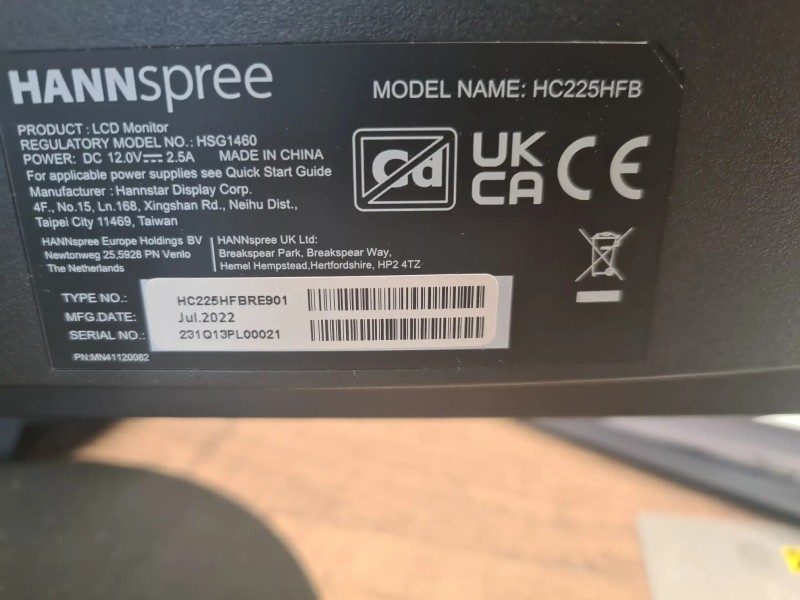 HANNspree
MODEL NAME: HC225HFB
PRODUCT : LCD Monitor
REGULATORY MODEL NO.: HSG1460
POWER: DC 12.0V⎓ 2.5A MADE IN CHINA
For applicable power supplies see Quick Start Guide
Manufacturer : Hannstar Display Corp.
4F., No.15, Ln.168, Xingshan Rd., Neihu Dist.,
Taipei City 11469, Taiwan
Cd
UK
CA
CE
HANNspree Europe Holdings BV
Newtonweg 25,5928 PN Venlo
The Netherlands
HANNspree UK Ltd:
Breakspear Park, Breakspear Way,
Hemel Hempstead,Hertfordshire, HP2 4TZ
TYPE NO.: HC225HFBRE901
MFG.DATE: Jul.2022
SERIAL NO.: 231Q13PL00021
PN:MN41120082